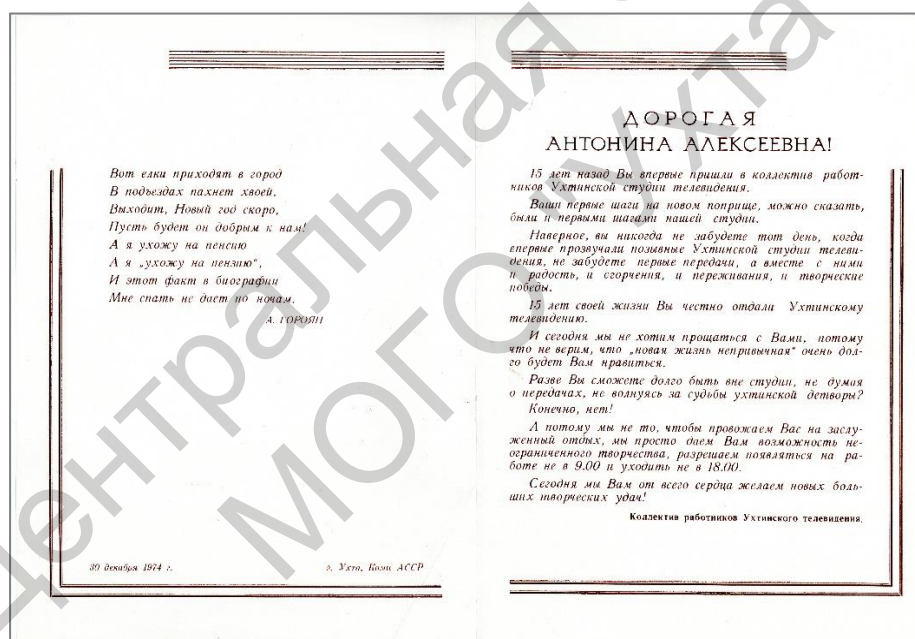 Вот елки приходят в город
В подъездах пахнет хвоей,
Выходит, Новый год скоро,
Пусть будет он добрым к нам!
А я ухожу на пенсию
А я „ухожу на пензию“,
И этот факт в биографии
Мне спать не дает по ночам,
А. ГОРОЯН
30 декабря 1974 г.
г. Ухта, Коми АССР
ДОРОГАЯ
АНТОНИНА АЛЕКСЕЕВНА!
15 лет назад Вы впервые пришли в коллектив работ-
ников Ухтинской студии телевидения.
Ваши первые шаги на новом поприще, можно сказать,
были и первыми шагами нашей студии.
Наверное, вы никогда не забудете тот день, когда
впервые прозвучали позывные Ухтинской студии телеви-
дения, не забудете первые передачи, а вместе с ними
и радость, и огорчения, и переживания, и творческие
победы.
15 лет своей жизни Вы честно отдали Ухтинскому
телевидению.
И сегодня мы не хотим прощаться с Вами, потому
что не верим, что „новая жизнь непривычная“ очень дол-
го будет Вам нравиться.
Разве Вы сможете долго быть вне студии, не думая
о передачах, не волнуясь за судьбы ухтинской детворы?
Конечно, нет!
А потому мы не то, чтобы провожаем Вас на заслу-
женный отдых, мы просто даем Вам возможность не-
ограниченного творчества, разрешаем появляться на ра-
боте не в 9.00 и уходить не в 18.00.
Сегодня мы Вам от всего сердца желаем новых боль-
ших творческих удач!
Коллектив работников Ухтинского телевидения.
Центральная
МОГО "Ухта